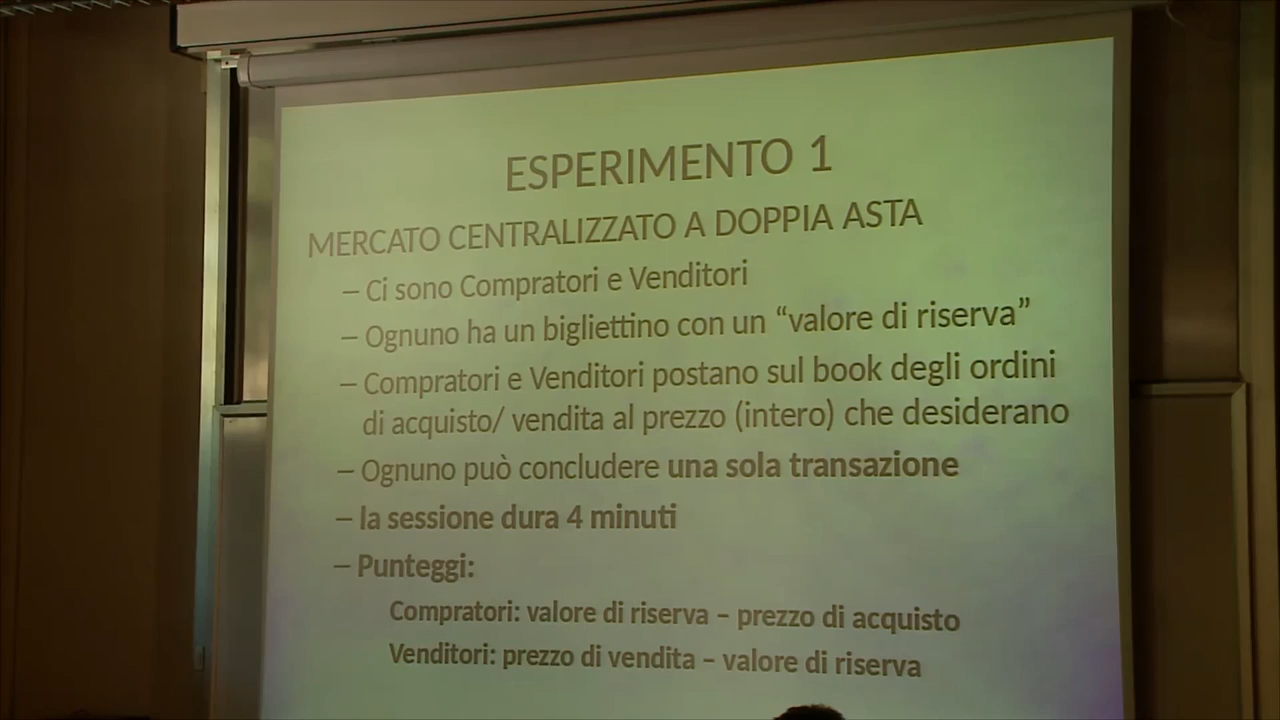 ESPERIMENTO 1
MERCATO CENTRALIZZATO A DOPPIA ASTA
– Ci sono Compratori e Venditori
– Ognuno ha un bigliettino con un “valore di riserva”
– Compratori e Venditori postano sul book degli ordini
di acquisto/ vendita al prezzo (intero) che desiderano
– Ognuno può concludere una sola transazione
– la sessione dura 4 minuti
– Punteggi:
Compratori: valore di riserva – prezzo di acquisto
Venditori: prezzo di vendita – valore di riserva